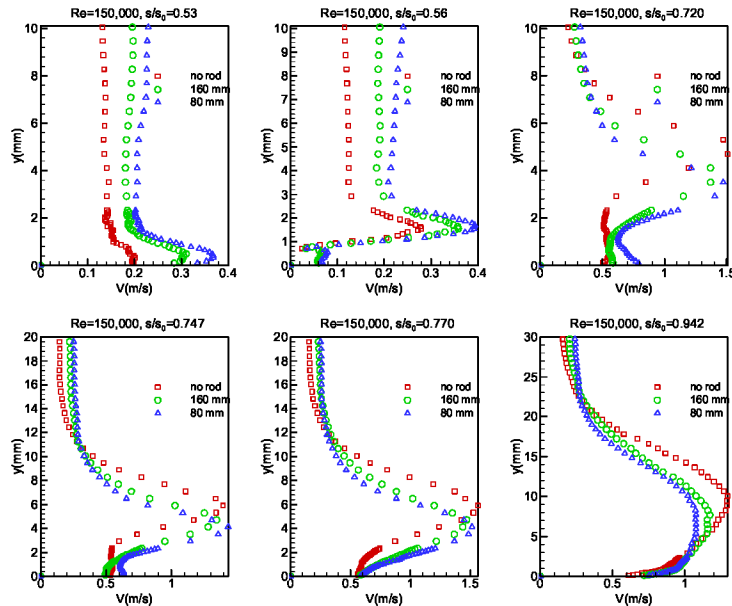 Re=150,000, s/s₀=0.53
10
9
8
7
6
5
4
3
2
1
0
y(mm)
no rod
160 mm
80 mm
0 0.1 0.2 0.3 0.4
V(m/s)
Re=150,000, s/s₀=0.56
10
9
8
7
6
5
4
3
2
1
0
y(mm)
no rod
160 mm
80 mm
0 0.1 0.2 0.3 0.4
V(m/s)
Re=150,000, s/s₀=0.720
10
8
6
4
2
0
y(mm)
no rod
160 mm
80 mm
0 0.5 1 1.5
V(m/s)
Re=150,000, s/s₀=0.747
20
18
16
14
12
10
8
6
4
2
0
y(mm)
no rod
160 mm
80 mm
0 0.5 1
V(m/s)
Re=150,000, s/s₀=0.770
20
18
16
14
12
10
8
6
4
2
0
y(mm)
no rod
160 mm
80 mm
0 0.5 1 1.5
V(m/s)
Re=150,000, s/s₀=0.942
30
20
10
0
y(mm)
no rod
160 mm
80 mm
0 0.5 1
V(m/s)